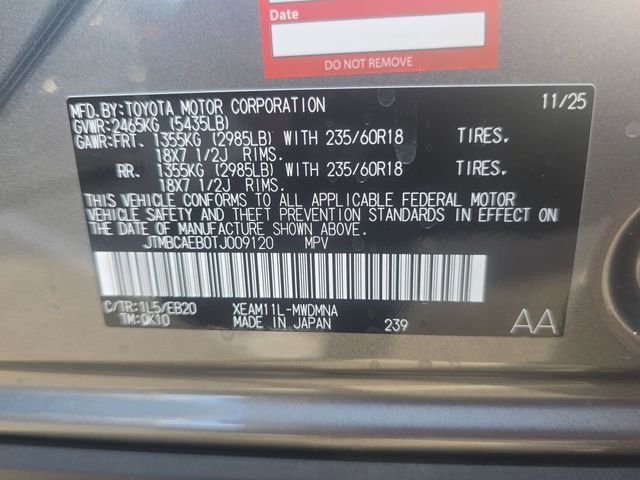 Date
DO NOT REMOVE
MFD. BY: TOYOTA MOTOR CORPORATION 11/25
GVWR: 2465KG (5435LB)
GAWR: FRT. 1355KG (2985LB) WITH 235/60R18 TIRES.
18X7 1/2J RIMS.
RR. 1355KG (2985LB) WITH 235/60R18 TIRES.
18X7 1/2J RIMS.
THIS VEHICLE CONFORMS TO ALL APPLICABLE FEDERAL MOTOR
VEHICLE SAFETY AND THEFT PREVENTION STANDARDS IN EFFECT ON
THE DATE OF MANUFACTURE SHOWN ABOVE.
JTMBCAEB0TJ009120 MPV
C/TR: 1L5/EB20 XEAM11L-MWDMNA
TM: QK10 MADE IN JAPAN 239 AA